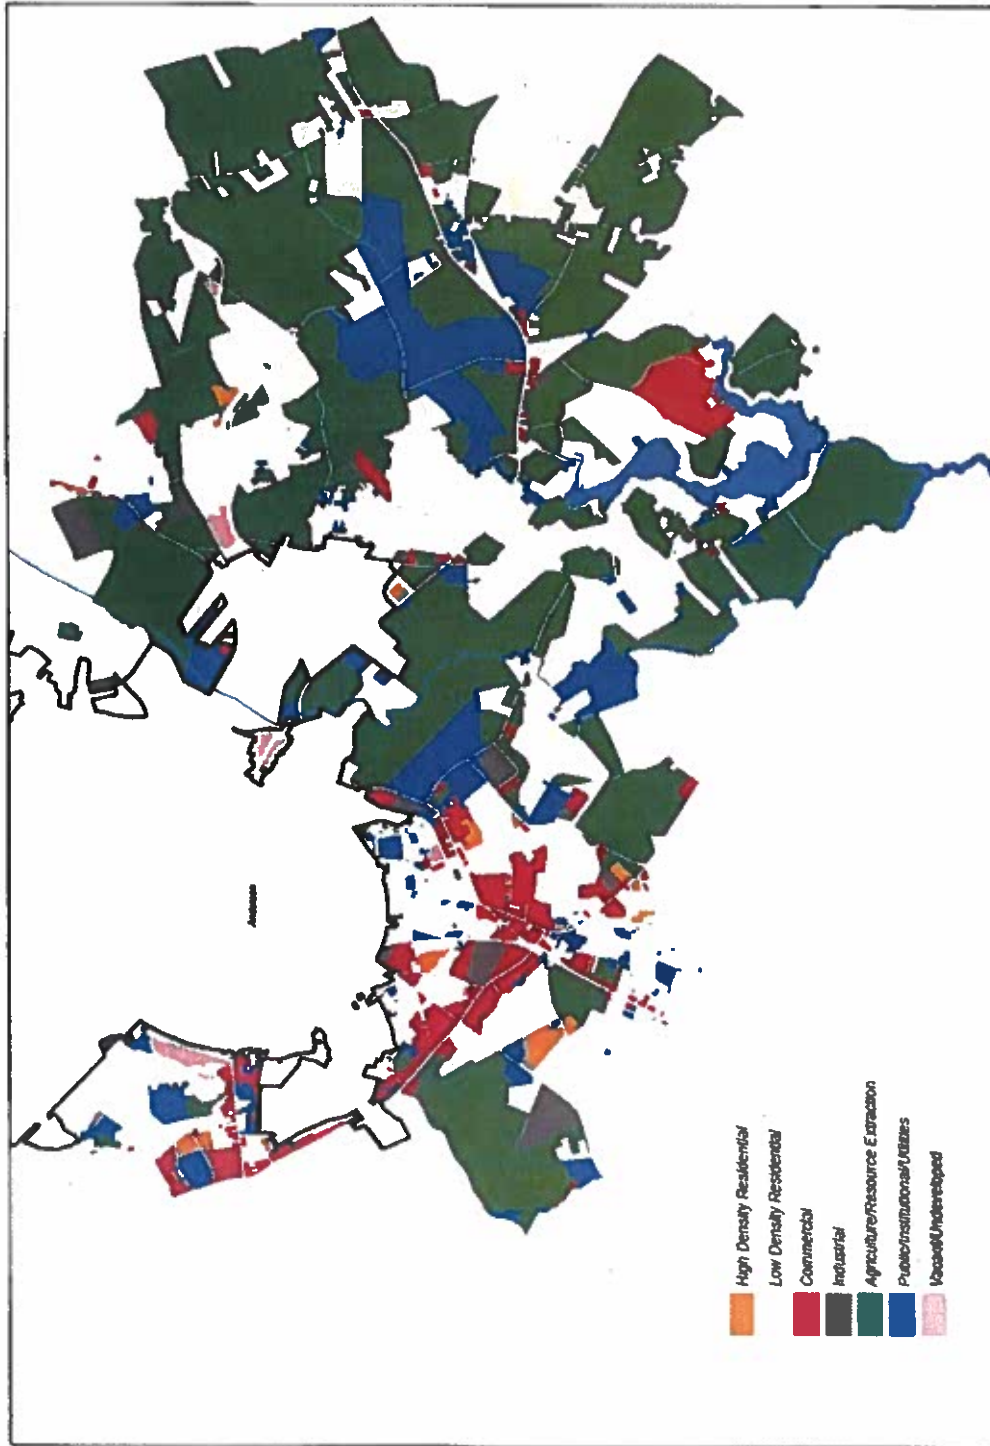 High Density Residential
Low Density Residential
Commercial
Industrial
Agriculture/Resource Extraction
Public/Institutional/Utilities
Vacant/Undeveloped